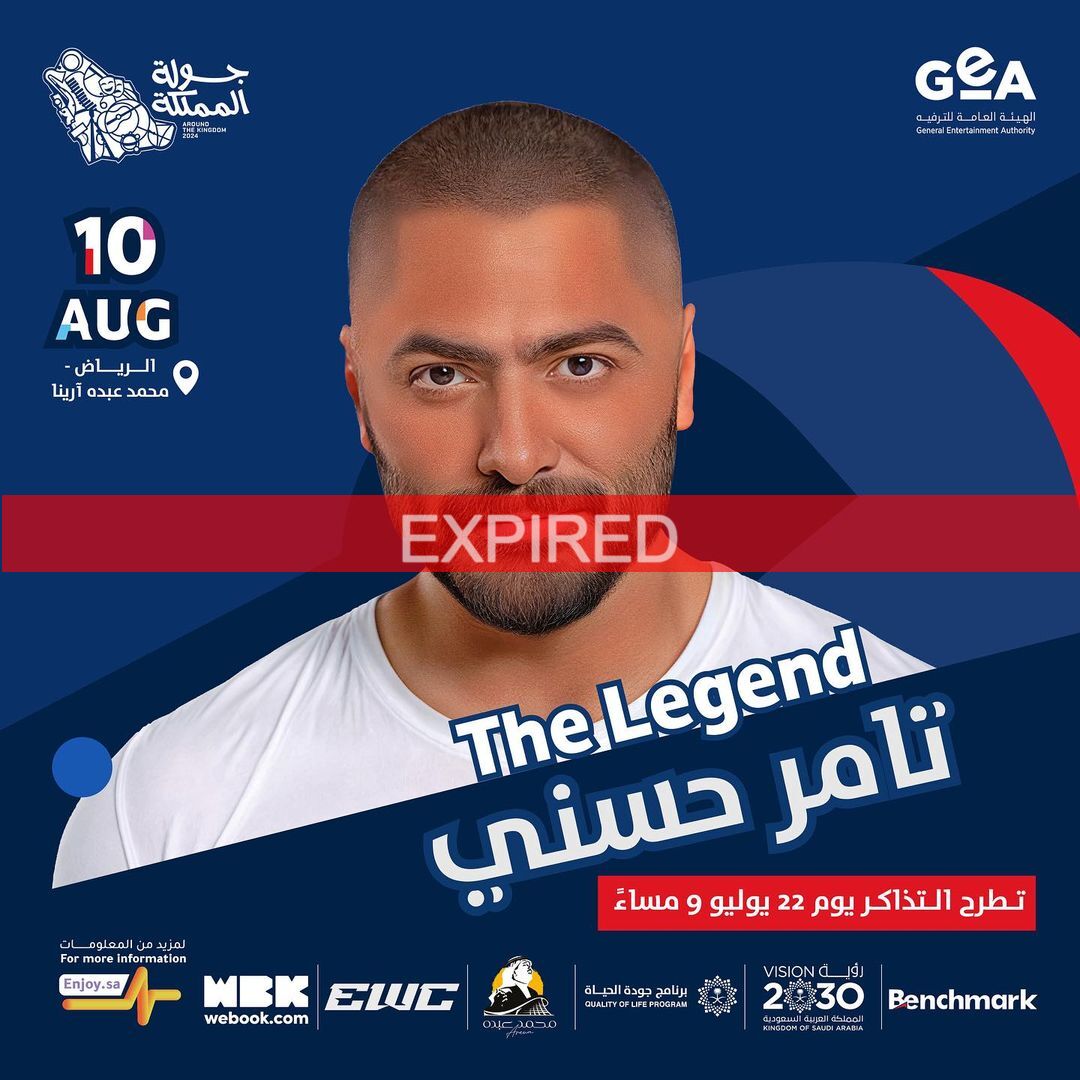 جولة
المملكة
AROUND
THE KINGDOM
2024
GEA
الهيئة العامة للترفيه
General Entertainment Authority
10
AUG
الرياض -
محمد عبده آرينا
EXPIRED
The Legend
تامر حسني
تطرح التذاكر يوم 22 يوليو 9 مساءً
لمزيد من المعلومات
For more information
Enjoy.sa
WBK
webook.com
EWC
محمد عبده
Arena
برنامج جودة الحياة
QUALITY OF LIFE PROGRAM
VISION رؤية
2030
المملكة العربية السعودية
KINGDOM OF SAUDI ARABIA
Benchmark